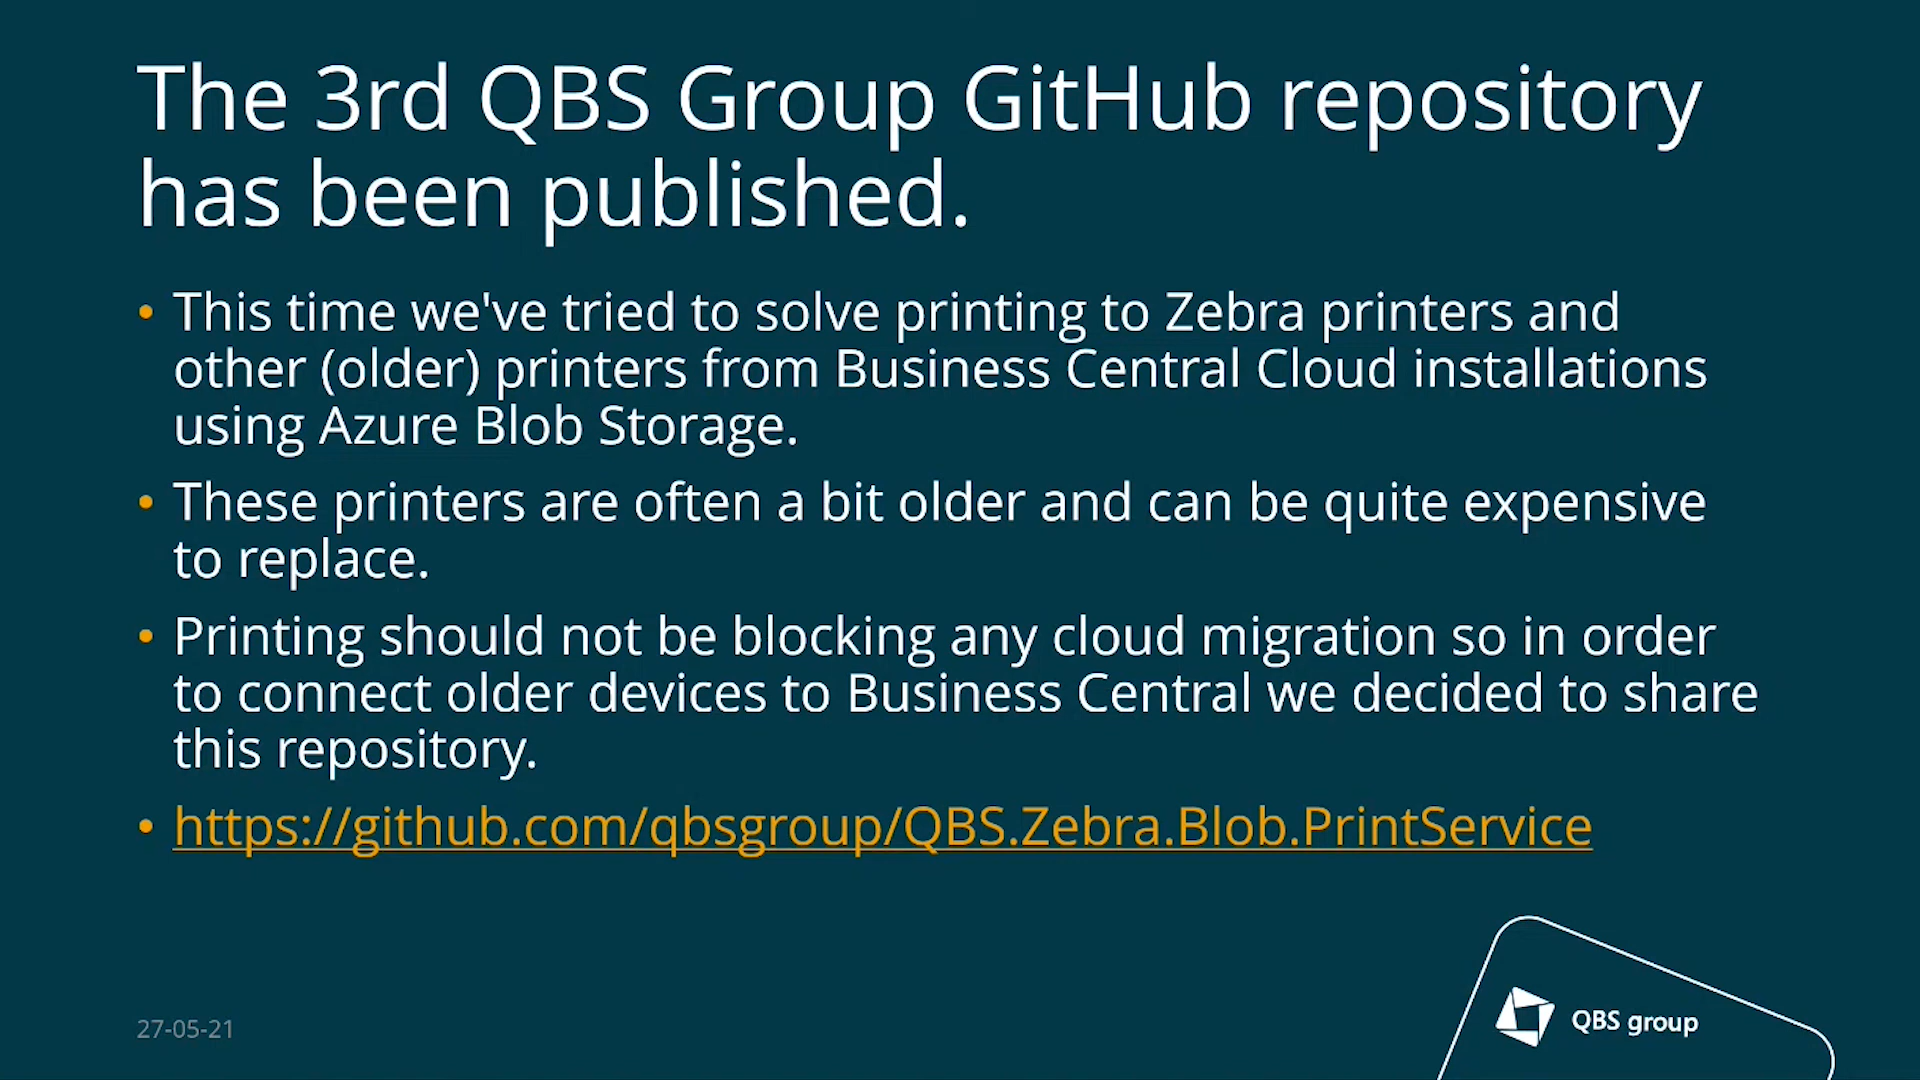 The 3rd QBS Group GitHub repository
has been published.
• This time we've tried to solve printing to Zebra printers and
other (older) printers from Business Central Cloud installations
using Azure Blob Storage.
• These printers are often a bit older and can be quite expensive
to replace.
• Printing should not be blocking any cloud migration so in order
to connect older devices to Business Central we decided to share
this repository.
• https://github.com/qbsgroup/QBS.Zebra.Blob.PrintService
27-05-21
QBS group